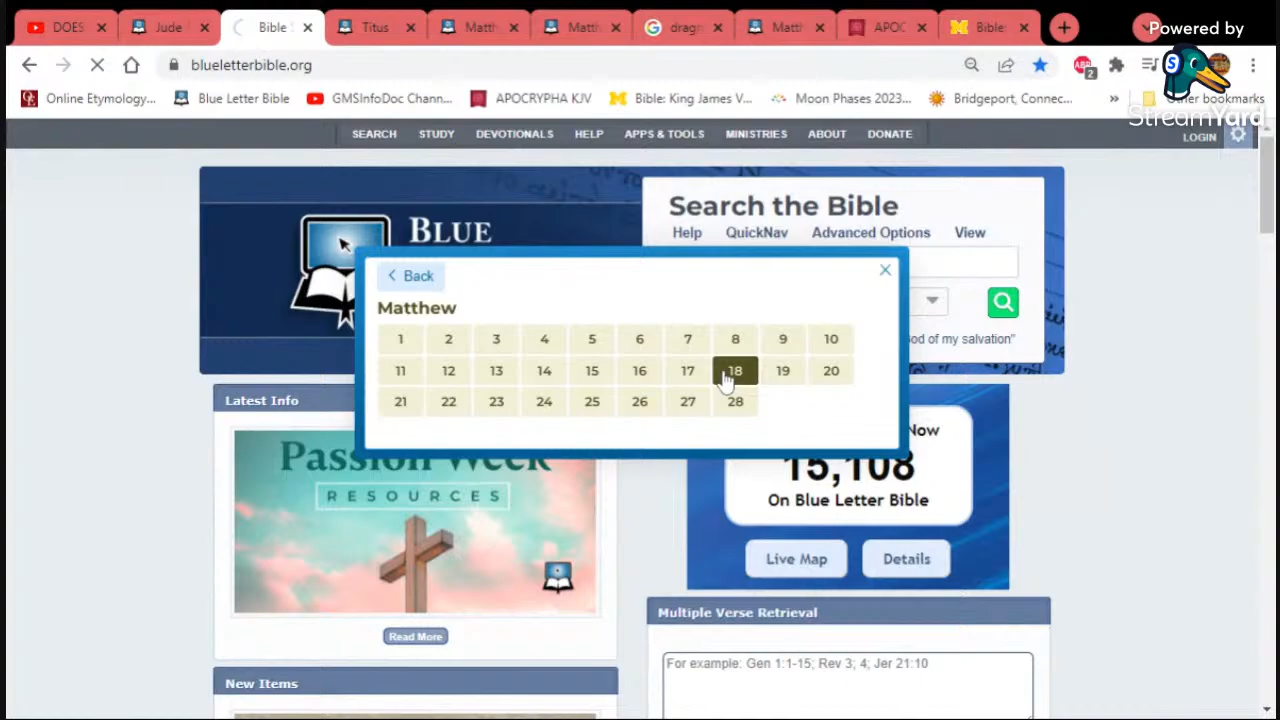 DOES
Jude
Bible
Titus
Matth
Matth
dragn
Matth
APOC
Bible:
Powered by
blueletterbible.org
ABP
2
S
StreamYard
Online Etymology...
Blue Letter Bible
GMSInfoDoc Chann...
APOCRYPHA KJV
Bible: King James V...
Moon Phases 2023...
Bridgeport, Connec...
»
Other bookmarks
SEARCH
STUDY
DEVOTIONALS
HELP
APPS & TOOLS
MINISTRIES
ABOUT
DONATE
LOGIN
BLUE
Search the Bible
Help
QuickNav
Advanced Options
View
of my salvation"
Back
Matthew
1 2 3 4 5 6 7 8 9 10
11 12 13 14 15 16 17 18 19 20
21 22 23 24 25 26 27 28
Latest Info
Passion Week
RESOURCES
Read More
New Items
Now
15,108
On Blue Letter Bible
Live Map
Details
Multiple Verse Retrieval
For example: Gen 1:1-15; Rev 3; 4; Jer 21:10